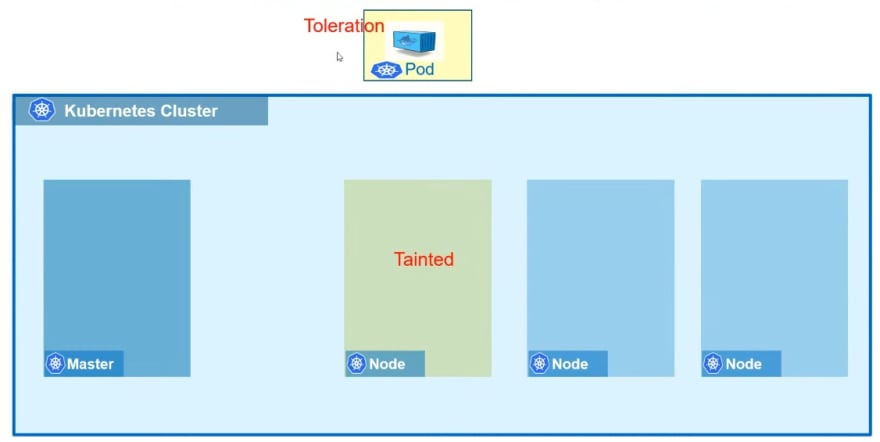 Toleration
Pod
Kubernetes Cluster
Tainted
Master
Node
Node
Node